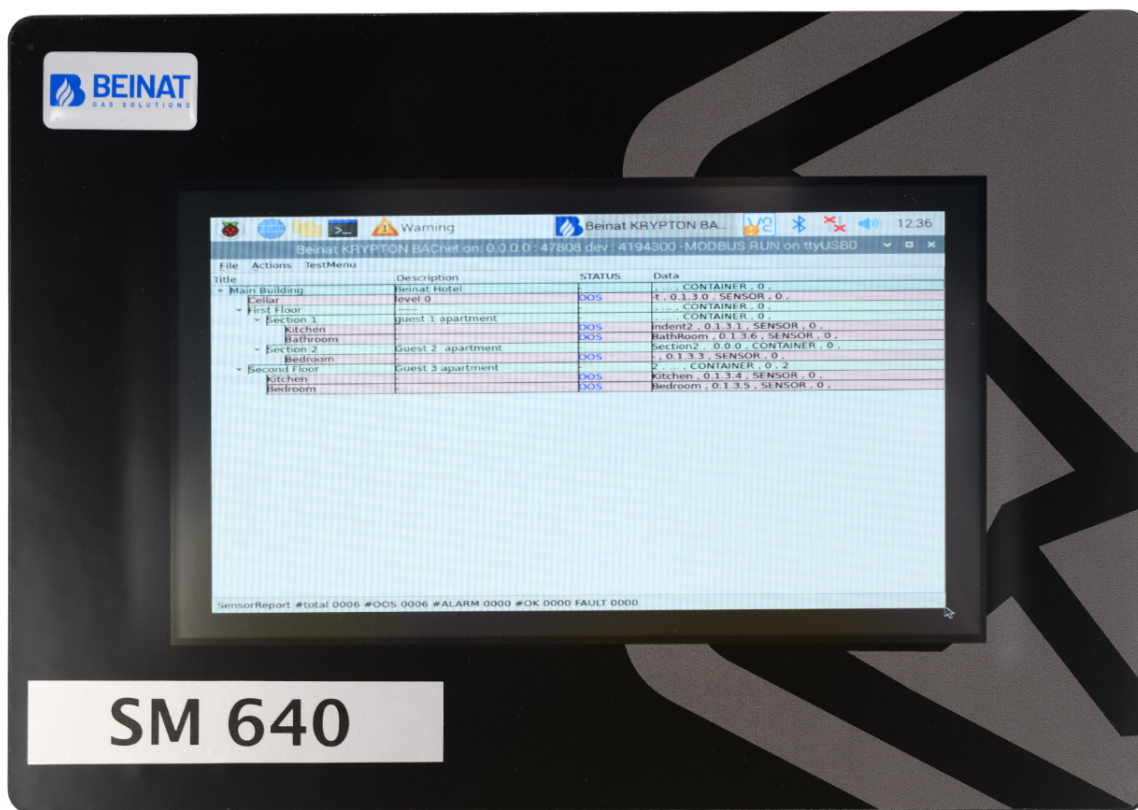 BEINAT
GAS SOLUTIONS
Warning
Beinat KRYPTON BA...
12:36
Beinat KRYPTON BACnet on: 0.0.0.0 : 47808 dev : 4194300 -MODBUS RUN on ttyUSB0
File Actions TestMenu
Title Description STATUS Data
Main Building Beinat Hotel - , ... , CONTAINER , 0 ,
Cellar level 0 OOS -t , 0.1.3.0 , SENSOR , 0 ,
First Floor ----- - , ... , CONTAINER , 0 ,
Section 1 guest 1 apartment - , ... , CONTAINER , 0 ,
Kitchen - OOS indent2 , 0.1.3.1 , SENSOR , 0 ,
Bathroom - OOS BathRoom , 0.1.3.6 , SENSOR , 0 ,
Section 2 Guest 2 apartment - Section2 , .0.0.0 , CONTAINER , 0 ,
Bedroom - OOS - , 0.1.3.3 , SENSOR , 0 ,
Second Floor Guest 3 apartment - 2 , ... , CONTAINER , 0 , 2
Kitchen - OOS Kitchen , 0.1.3.4 , SENSOR , 0 ,
Bedroom - OOS Bedroom , 0.1.3.5 , SENSOR , 0 ,
SensorReport #total 0006 #OOS 0006 #ALARM 0000 #OK 0000 FAULT 0000
SM 640